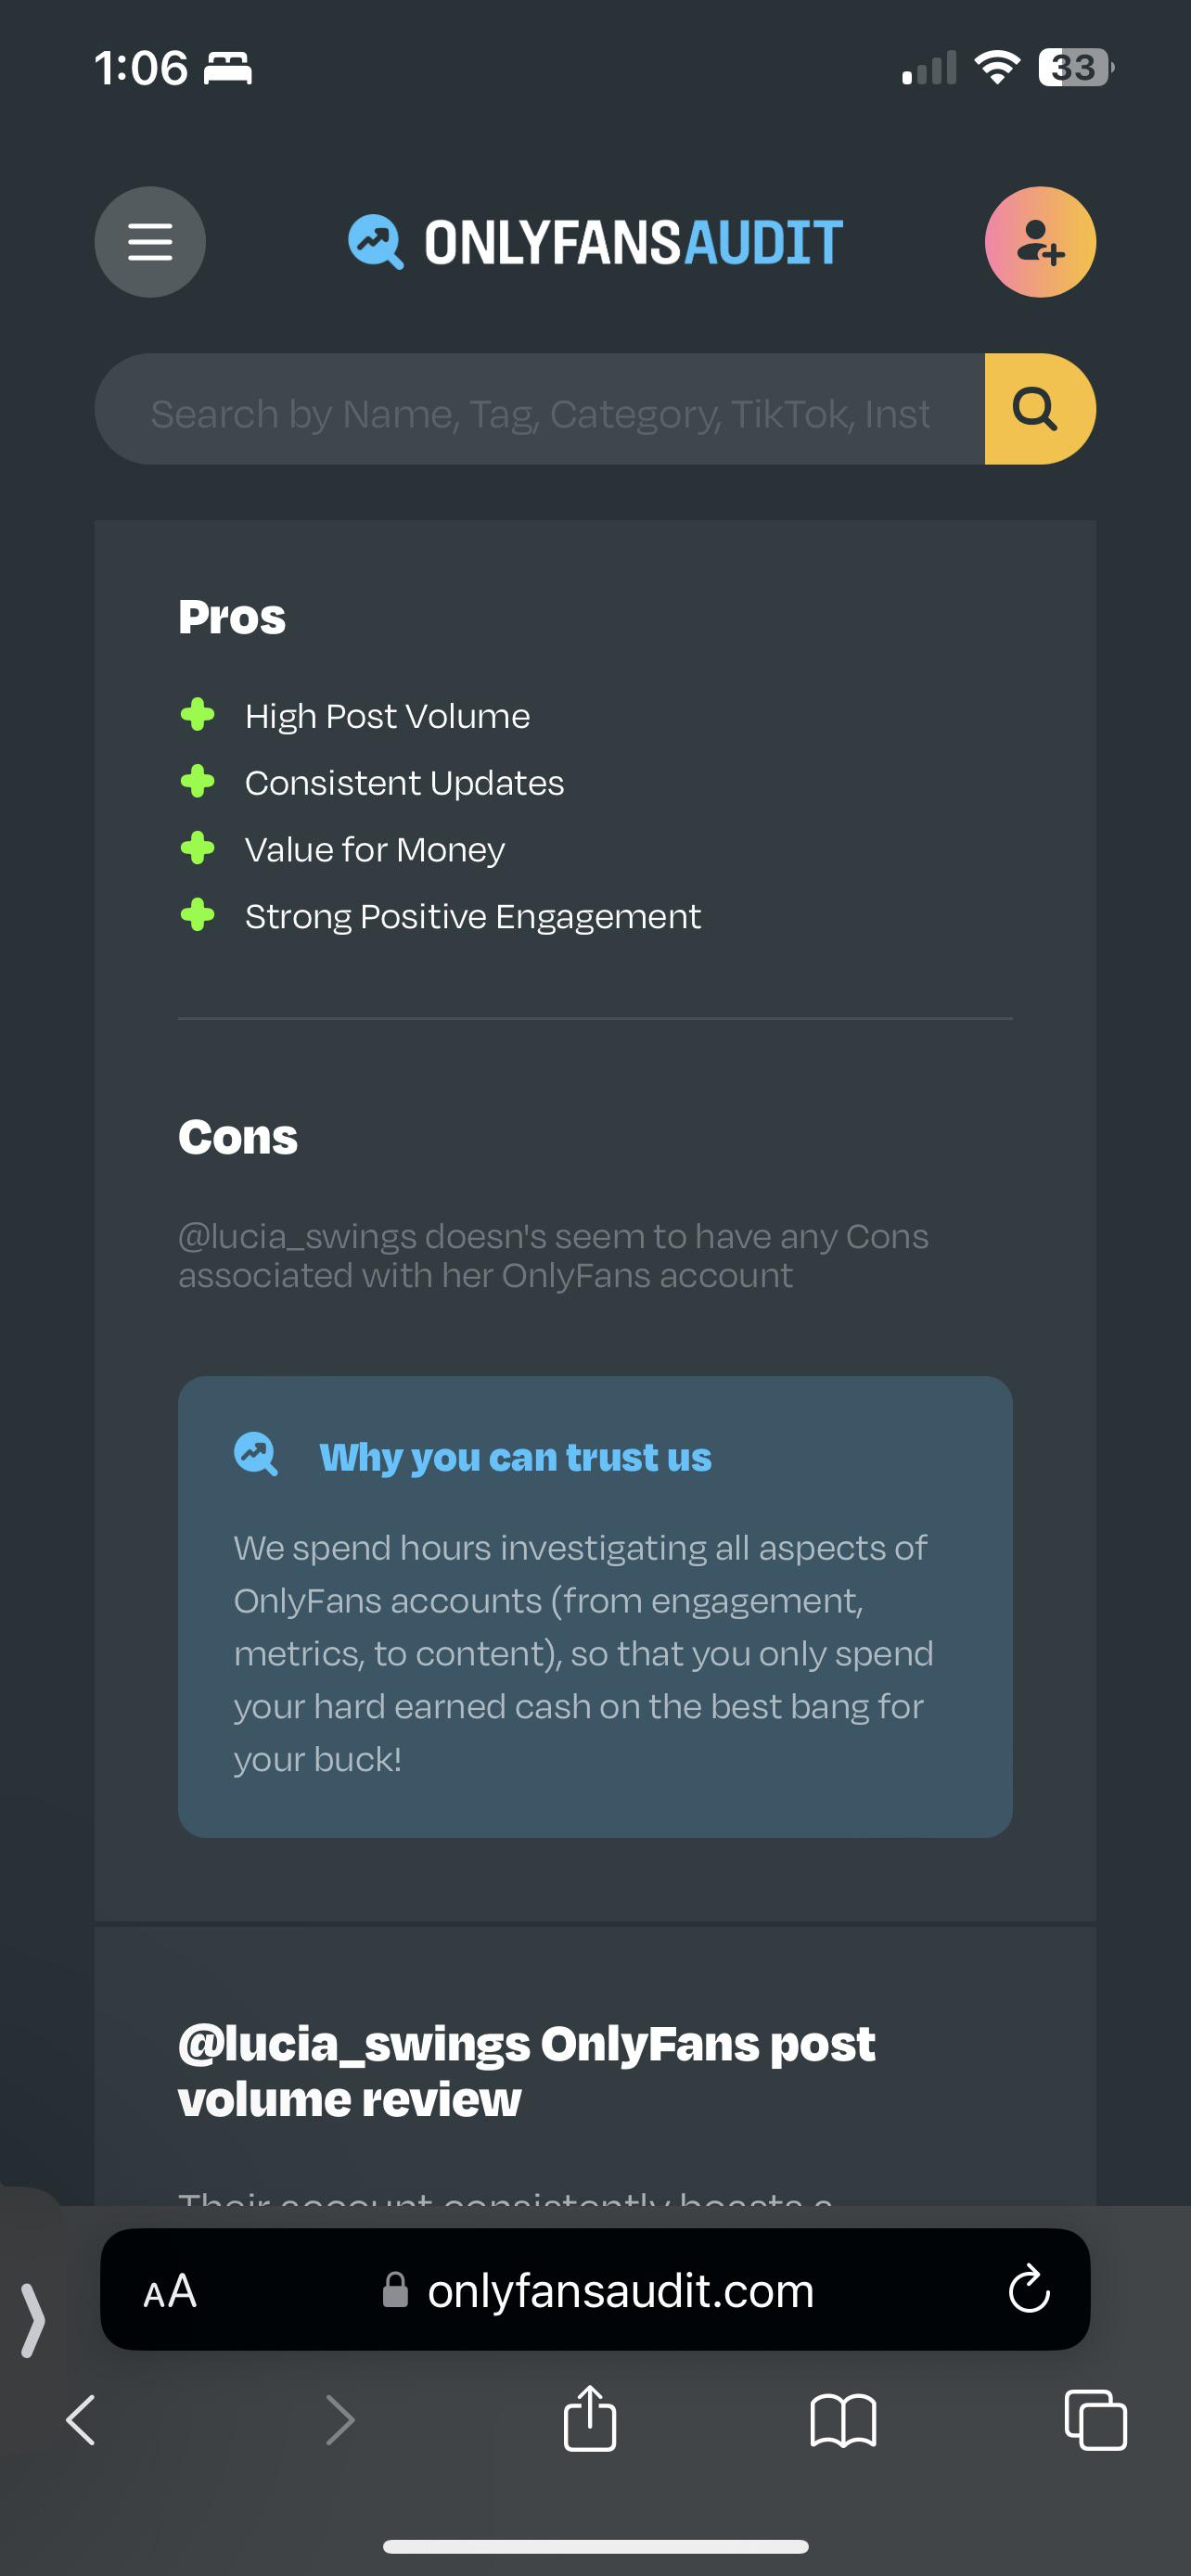 1:06
33
ONLYFANSAUDIT
Search by Name, Tag, Category, TikTok, Inst
Pros
High Post Volume
Consistent Updates
Value for Money
Strong Positive Engagement
Cons
@lucia_swings doesn's seem to have any Cons
associated with her OnlyFans account
Why you can trust us
We spend hours investigating all aspects of
OnlyFans accounts (from engagement,
metrics, to content), so that you only spend
your hard earned cash on the best bang for
your buck!
@lucia_swings OnlyFans post
volume review
Their account consistently boasts a
AA
onlyfansaudit.com